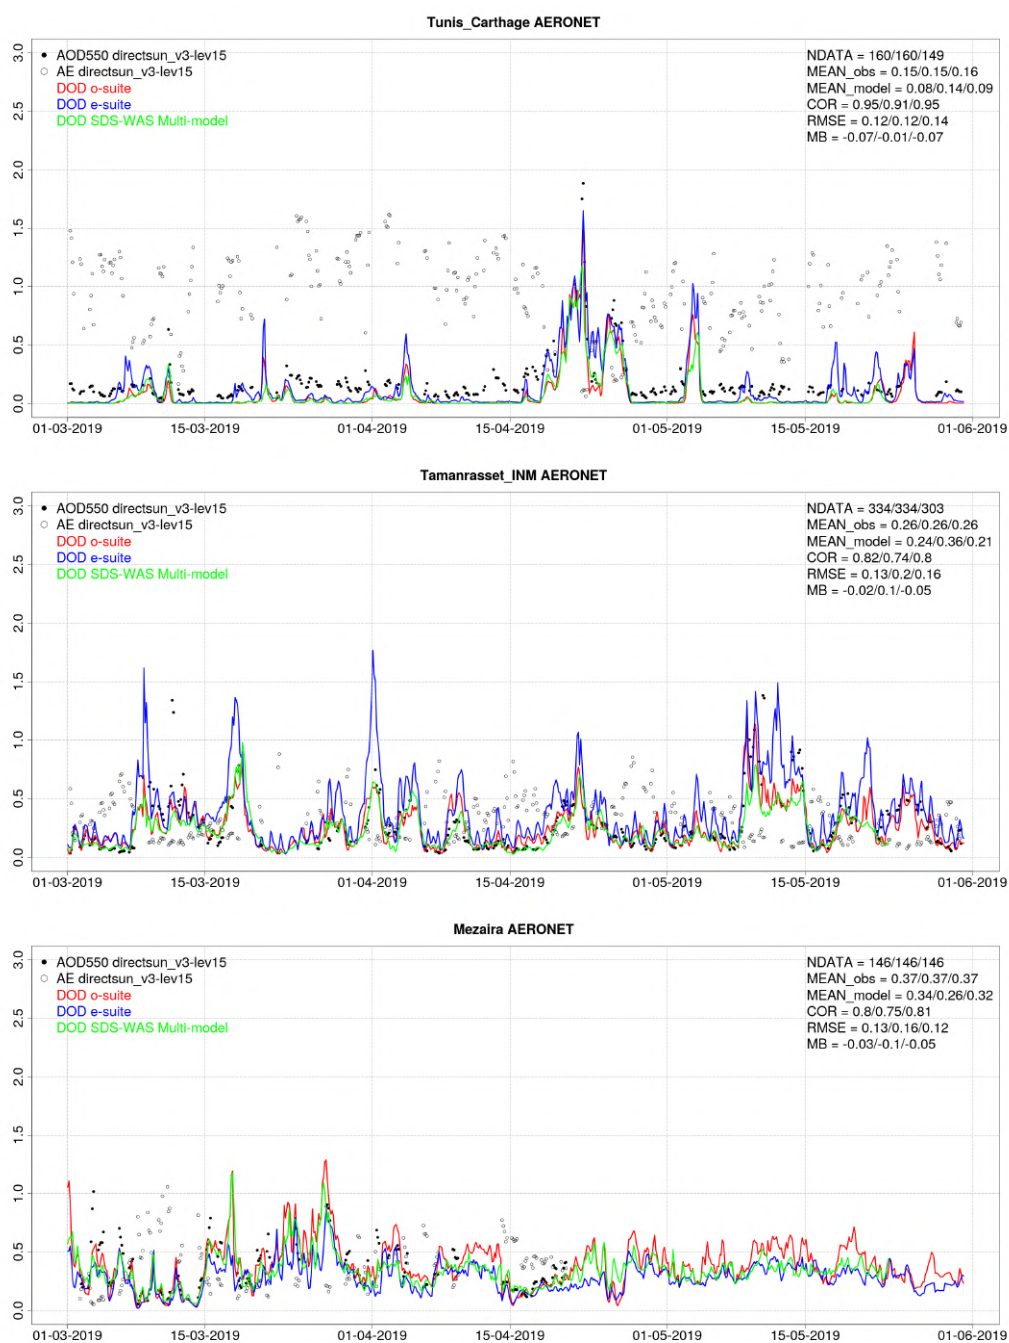 Tunis_Carthage AERONET
AOD550 directsun_v3-lev15
AE directsun_v3-lev15
DOD o-suite
DOD e-suite
DOD SDS-WAS Multi-model
NDATA = 160/160/149
MEAN_obs = 0.15/0.15/0.16
MEAN_model = 0.08/0.14/0.09
COR = 0.95/0.91/0.95
RMSE = 0.12/0.12/0.14
MB = -0.07/-0.01/-0.07
3.0
2.5
2.0
1.5
1.0
0.5
0.0
01-03-2019 15-03-2019 01-04-2019 15-04-2019 01-05-2019 15-05-2019 01-06-2019
Tamanrasset_INM AERONET
AOD550 directsun_v3-lev15
AE directsun_v3-lev15
DOD o-suite
DOD e-suite
DOD SDS-WAS Multi-model
NDATA = 334/334/303
MEAN_obs = 0.26/0.26/0.26
MEAN_model = 0.24/0.36/0.21
COR = 0.82/0.74/0.8
RMSE = 0.13/0.2/0.16
MB = -0.02/0.1/-0.05
3.0
2.5
2.0
1.5
1.0
0.5
0.0
01-03-2019 15-03-2019 01-04-2019 15-04-2019 01-05-2019 15-05-2019 01-06-2019
Mezaira AERONET
AOD550 directsun_v3-lev15
AE directsun_v3-lev15
DOD o-suite
DOD e-suite
DOD SDS-WAS Multi-model
NDATA = 146/146/146
MEAN_obs = 0.37/0.37/0.37
MEAN_model = 0.34/0.26/0.32
COR = 0.8/0.75/0.81
RMSE = 0.13/0.16/0.12
MB = -0.03/-0.1/-0.05
3.0
2.5
2.0
1.5
1.0
0.5
0.0
01-03-2019 15-03-2019 01-04-2019 15-04-2019 01-05-2019 15-05-2019 01-06-2019